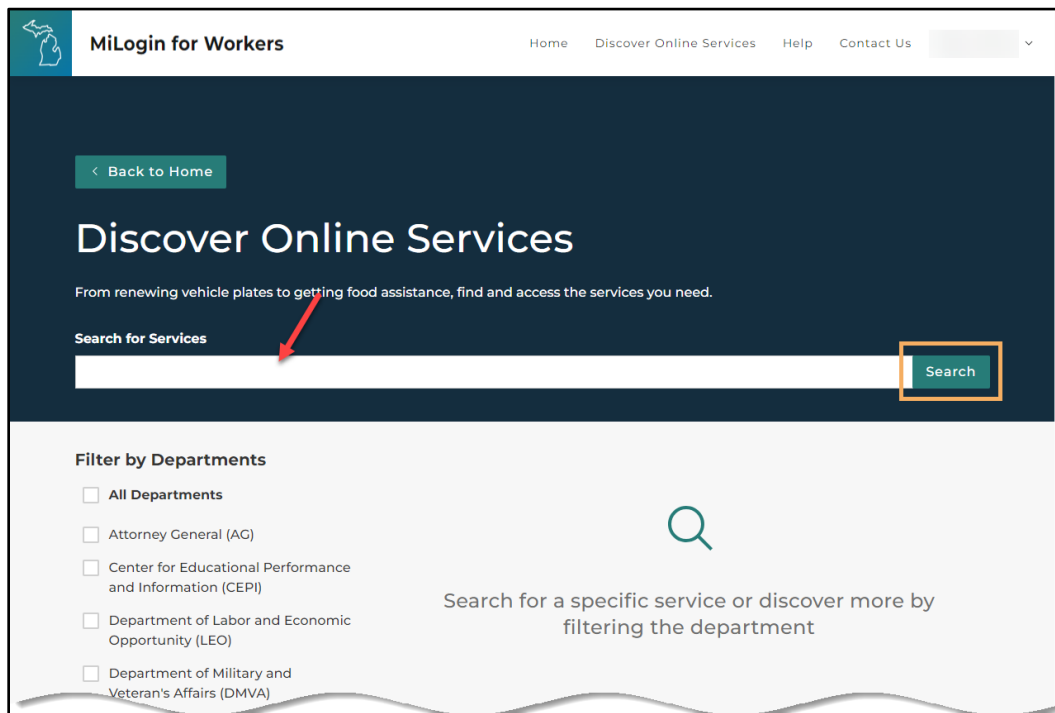 MiLogin for Workers
Home Discover Online Services Help Contact Us
< Back to Home
Discover Online Services
From renewing vehicle plates to getting food assistance, find and access the services you need.
Search for Services
Search
Filter by Departments
All Departments
Attorney General (AG)
Center for Educational Performance
and Information (CEPI)
Department of Labor and Economic
Opportunity (LEO)
Department of Military and
Veteran's Affairs (DMVA)
Search for a specific service or discover more by
filtering the department